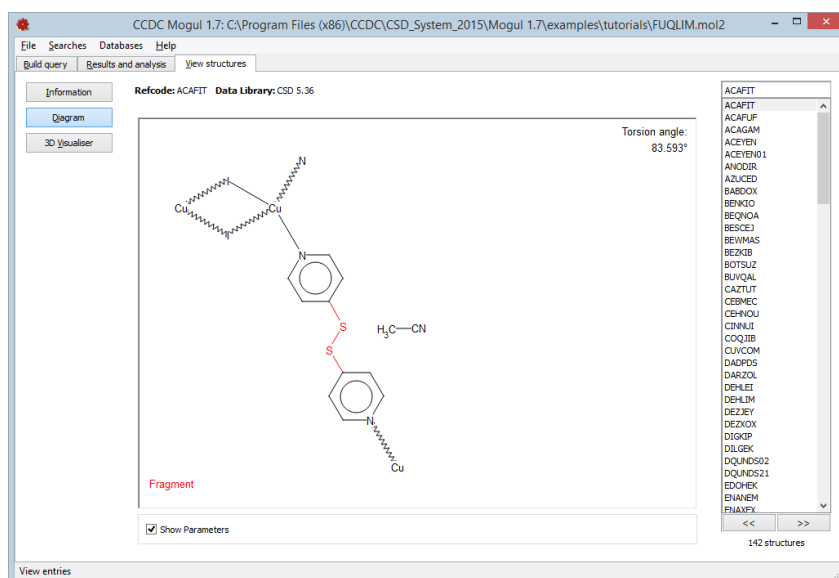 CCDC Mogul 1.7: C:\Program Files (x86)\CCDC\CSD_System_2015\Mogul 1.7\examples\tutorials\FUQLIM.mol2
File Searches Databases Help
Build query Results and analysis View structures
Information
Diagram
3D Visualiser
Refcode: ACAFIT Data Library: CSD 5.36
Torsion angle:
83.593°
N
I
Cu Cu
I
N
S
H3C—CN
S
N
Cu
Fragment
Show Parameters
ACAFIT
ACAFIT
ACAFUF
ACAGAM
ACEYEN
ACEYEN01
ANODIR
AZUCED
BABDOX
BENKIO
BEQNOA
BESCEJ
BEWMAS
BEZKIB
BOTSUZ
BUVQAL
CAZTUT
CEBMEC
CEHNOU
CINNUI
COQJIB
CUVCOM
DADPDS
DARZOL
DEHLEI
DEHLIM
DEZJEY
DEZXOX
DIGKIP
DILGEK
DQUNDS02
DQUNDS21
EDOHEK
ENANEM
ENAXEX
<< >>
142 structures
View entries